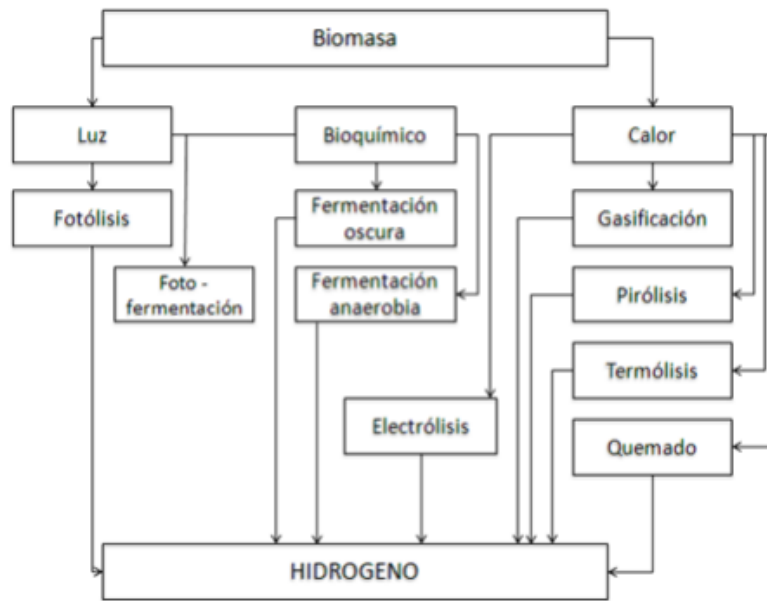 Biomasa
Luz
Bioquímico
Calor
Fotólisis
Fermentación
oscura
Gasificación
Foto -
fermentación
Fermentación
anaerobia
Pirólisis
Termólisis
Electrólisis
Quemado
HIDROGENO